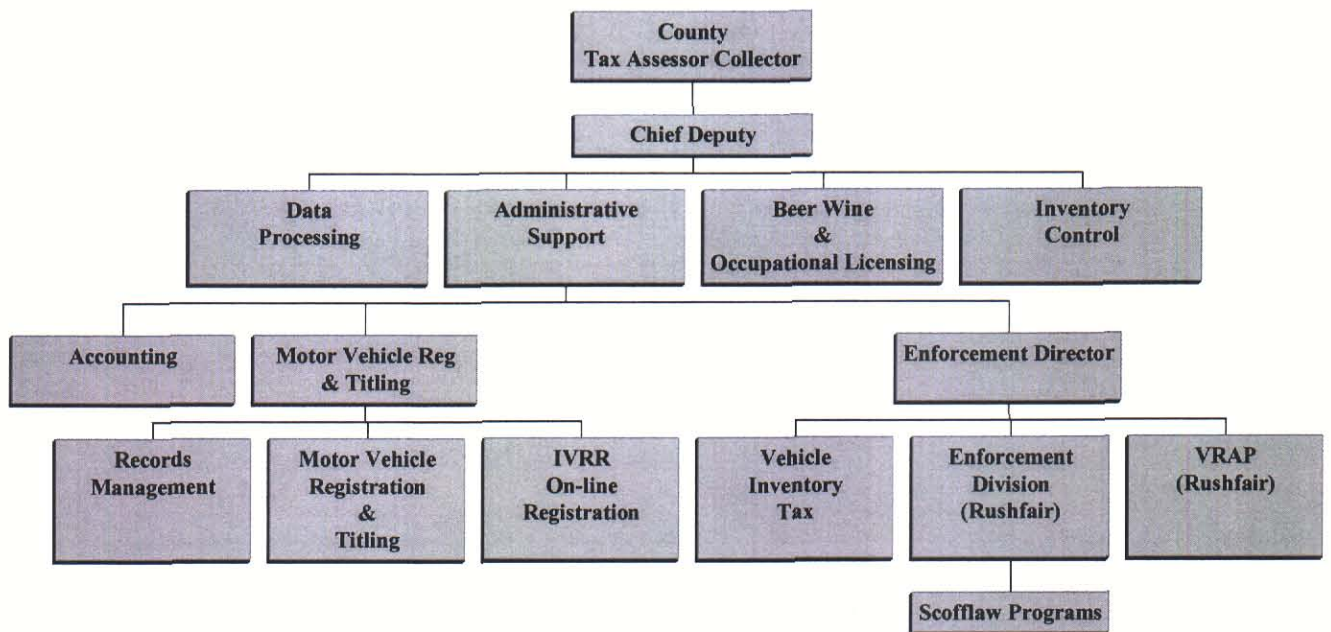 County
Tax Assessor Collector
Chief Deputy
Data
Processing
Administrative
Support
Beer Wine
&
Occupational Licensing
Inventory
Control
Accounting
Motor Vehicle Reg
& Titling
Enforcement Director
Records
Management
Motor Vehicle
Registration
&
Titling
IVRR
On-line
Registration
Vehicle
Inventory
Tax
Enforcement
Division
(Rushfair)
VRAP
(Rushfair)
Scofflaw Programs